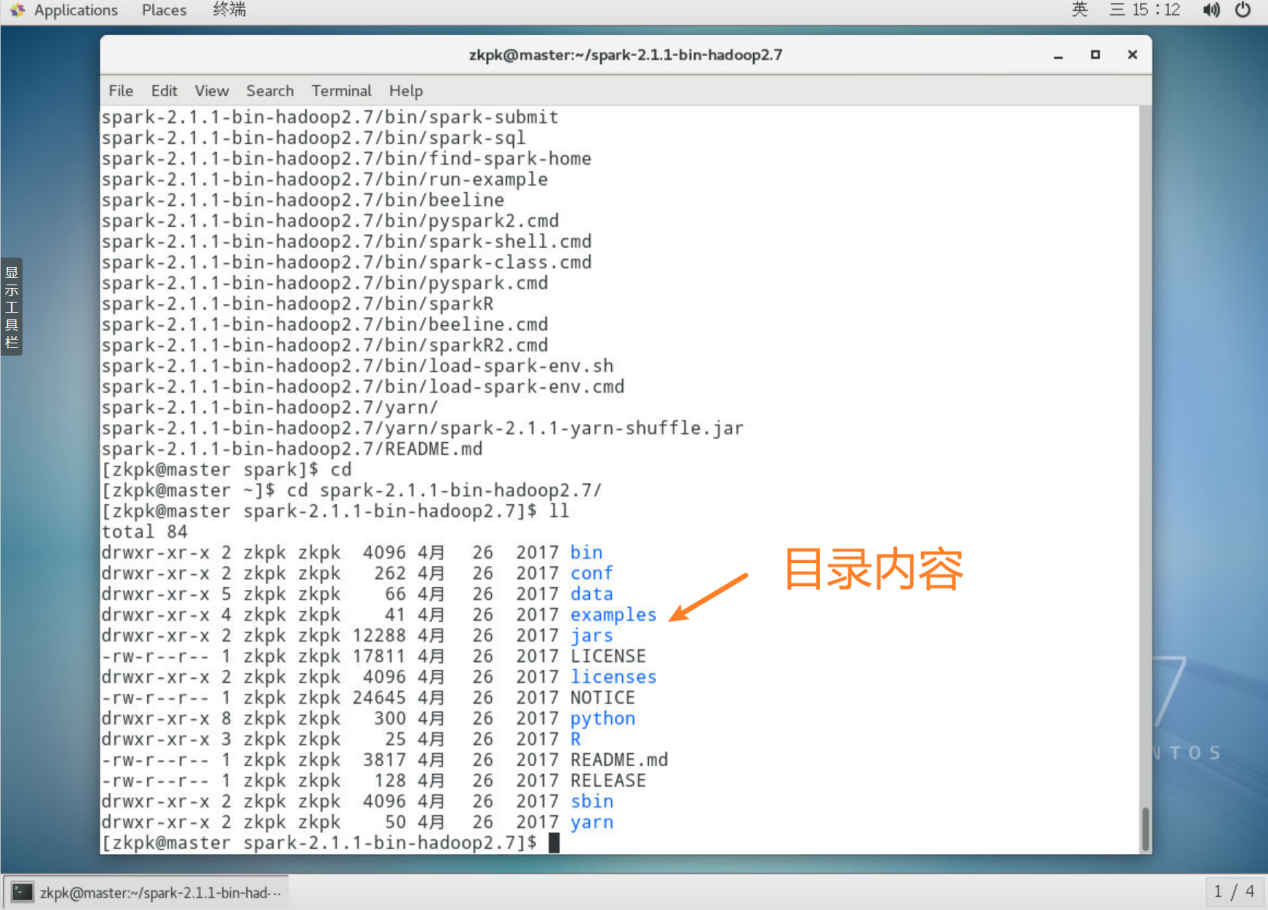 Applications Places 终端 英 三 15：12
zkpk@master:~/spark-2.1.1-bin-hadoop2.7
File Edit View Search Terminal Help
spark-2.1.1-bin-hadoop2.7/bin/spark-submit
spark-2.1.1-bin-hadoop2.7/bin/spark-sql
spark-2.1.1-bin-hadoop2.7/bin/find-spark-home
spark-2.1.1-bin-hadoop2.7/bin/run-example
spark-2.1.1-bin-hadoop2.7/bin/beeline
spark-2.1.1-bin-hadoop2.7/bin/pyspark2.cmd
spark-2.1.1-bin-hadoop2.7/bin/spark-shell.cmd
spark-2.1.1-bin-hadoop2.7/bin/spark-class.cmd
spark-2.1.1-bin-hadoop2.7/bin/pyspark.cmd
spark-2.1.1-bin-hadoop2.7/bin/sparkR
spark-2.1.1-bin-hadoop2.7/bin/beeline.cmd
spark-2.1.1-bin-hadoop2.7/bin/sparkR2.cmd
spark-2.1.1-bin-hadoop2.7/bin/load-spark-env.sh
spark-2.1.1-bin-hadoop2.7/bin/load-spark-env.cmd
spark-2.1.1-bin-hadoop2.7/yarn/
spark-2.1.1-bin-hadoop2.7/yarn/spark-2.1.1-yarn-shuffle.jar
spark-2.1.1-bin-hadoop2.7/README.md
[zkpk@master spark]$ cd
[zkpk@master ~]$ cd spark-2.1.1-bin-hadoop2.7/
[zkpk@master spark-2.1.1-bin-hadoop2.7]$ ll
total 84
drwxr-xr-x 2 zkpk zkpk 4096 4月 26 2017 bin
drwxr-xr-x 2 zkpk zkpk 262 4月 26 2017 conf
drwxr-xr-x 5 zkpk zkpk 66 4月 26 2017 data
drwxr-xr-x 4 zkpk zkpk 41 4月 26 2017 examples
drwxr-xr-x 2 zkpk zkpk 12288 4月 26 2017 jars
-rw-r--r-- 1 zkpk zkpk 17811 4月 26 2017 LICENSE
drwxr-xr-x 2 zkpk zkpk 4096 4月 26 2017 licenses
-rw-r--r-- 1 zkpk zkpk 24645 4月 26 2017 NOTICE
drwxr-xr-x 8 zkpk zkpk 300 4月 26 2017 python
drwxr-xr-x 3 zkpk zkpk 25 4月 26 2017 R
-rw-r--r-- 1 zkpk zkpk 3817 4月 26 2017 README.md
-rw-r--r-- 1 zkpk zkpk 128 4月 26 2017 RELEASE
drwxr-xr-x 2 zkpk zkpk 4096 4月 26 2017 sbin
drwxr-xr-x 2 zkpk zkpk 50 4月 26 2017 yarn
[zkpk@master spark-2.1.1-bin-hadoop2.7]$
目录内容
显示工具栏
7
NTOS
zkpk@master:~/spark-2.1.1-bin-had···
1 / 4